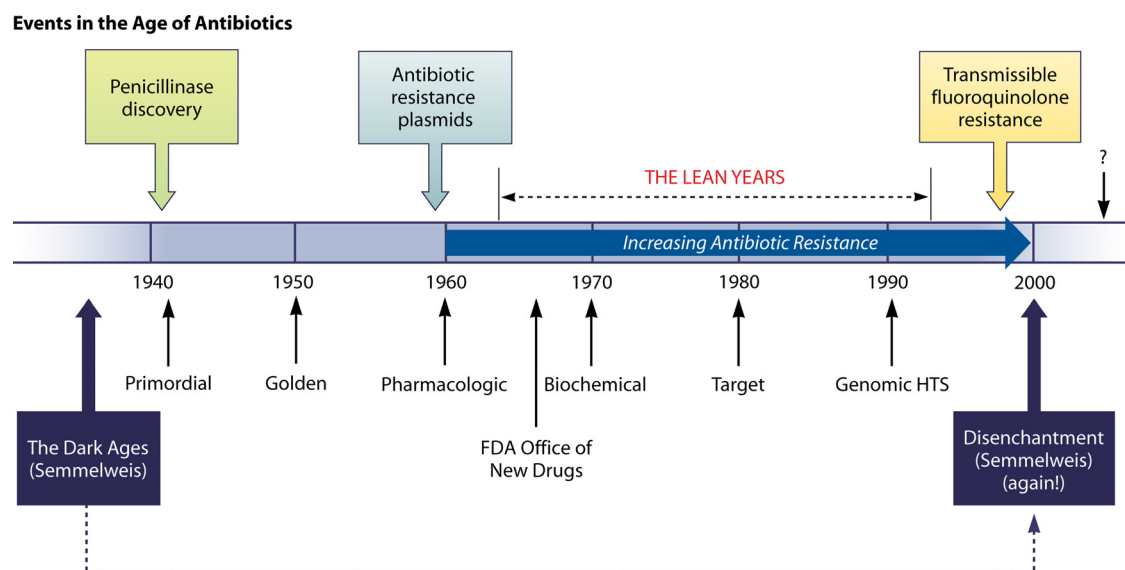 Events in the Age of Antibiotics
Penicillinase
discovery
Antibiotic
resistance
plasmids
Transmissible
fluoroquinolone
resistance
?
THE LEAN YEARS
Increasing Antibiotic Resistance
1940
1950
1960
1970
1980
1990
2000
Primordial
Golden
Pharmacologic
Biochemical
Target
Genomic HTS
FDA Office of
New Drugs
The Dark Ages
(Semmelweis)
Disenchantment
(Semmelweis)
(again!)